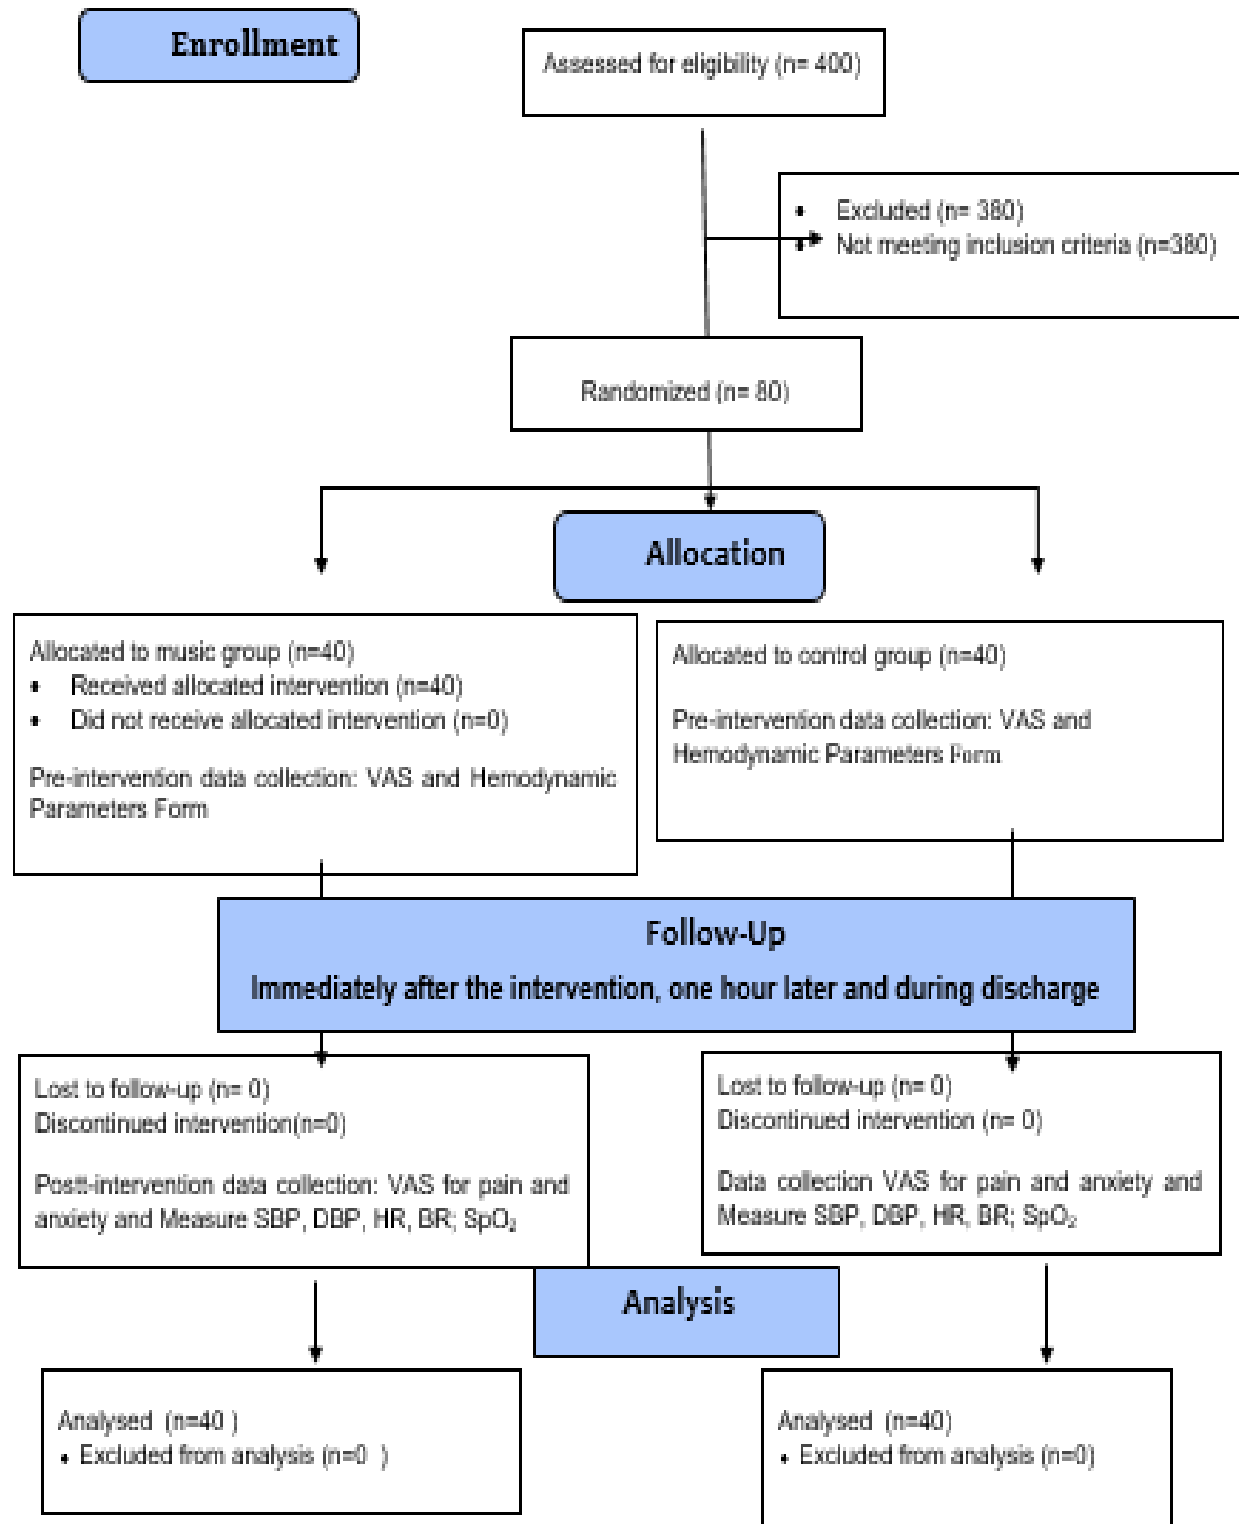 Enrollment
Assessed for eligibility (n= 400)
• Excluded (n= 380)
• Not meeting inclusion criteria (n=380)
Randomized (n= 80)
Allocation
Allocated to music group (n=40)
• Received allocated intervention (n=40)
• Did not receive allocated intervention (n=0)
Pre-intervention data collection: VAS and Hemodynamic
Parameters Form
Allocated to control group (n=40)
Pre-intervention data collection: VAS and
Hemodynamic Parameters Form
Follow-Up
Immediately after the intervention, one hour later and during discharge
Lost to follow-up (n= 0)
Discontinued intervention(n=0)
Postt-intervention data collection: VAS for pain and
anxiety and Measure SBP, DBP, HR, BR; SpO₂
Lost to follow-up (n= 0)
Discontinued intervention (n= 0)
Data collection VAS for pain and anxiety and
Measure SBP, DBP, HR, BR; SpO₂
Analysis
Analysed (n=40 )
• Excluded from analysis (n=0 )
Analysed (n=40)
• Excluded from analysis (n=0)